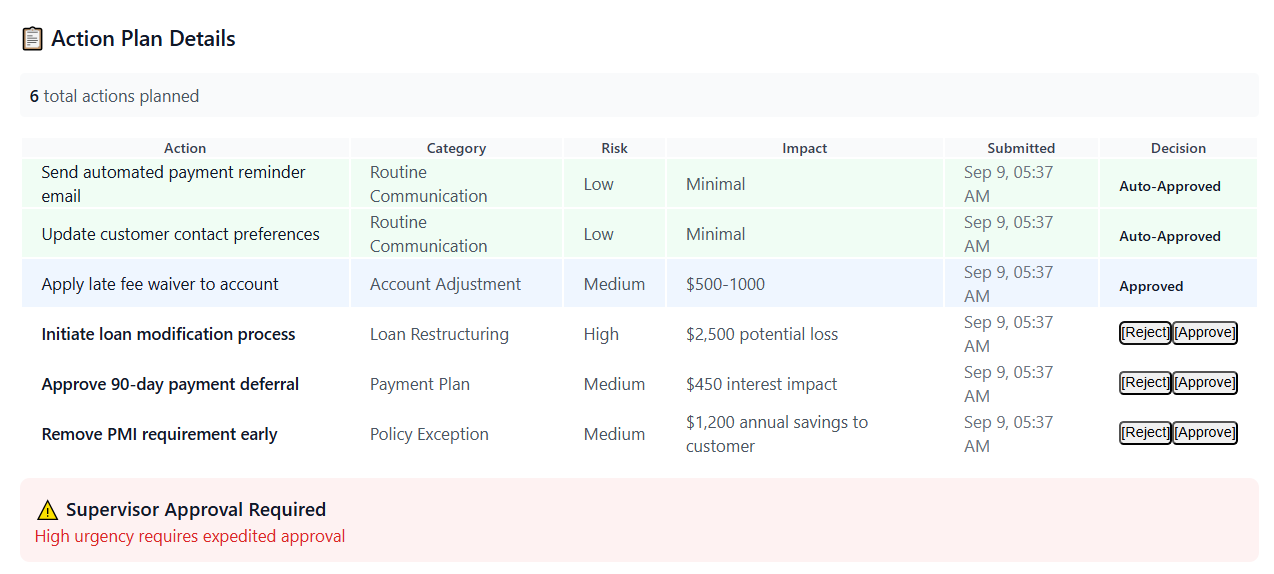 📋 Action Plan Details
6 total actions planned
Action Category Risk Impact Submitted Decision
Send automated payment reminder email Routine Communication Low Minimal Sep 9, 05:37 AM Auto-Approved
Update customer contact preferences Routine Communication Low Minimal Sep 9, 05:37 AM Auto-Approved
Apply late fee waiver to account Account Adjustment Medium $500-1000 Sep 9, 05:37 AM Approved
Initiate loan modification process Loan Restructuring High $2,500 potential loss Sep 9, 05:37 AM [Reject] [Approve]
Approve 90-day payment deferral Payment Plan Medium $450 interest impact Sep 9, 05:37 AM [Reject] [Approve]
Remove PMI requirement early Policy Exception Medium $1,200 annual savings to customer Sep 9, 05:37 AM [Reject] [Approve]
⚠ Supervisor Approval Required
High urgency requires expedited approval